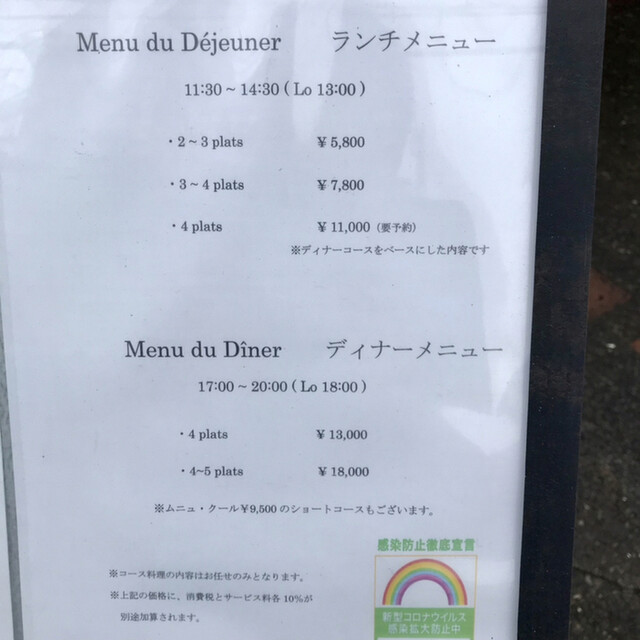 Menu du Déjeuner ランチメニュー
11:30 ~ 14:30 ( Lo 13:00 )
・2 ~ 3 plats ¥ 5,800
・3 ~ 4 plats ¥ 7,800
・4 plats ¥ 11,000（要予約）
※ディナーコースをベースにした内容です
Menu du Dîner ディナーメニュー
17:00 ~ 20:00 ( Lo 18:00 )
・4 plats ¥ 13,000
・4~5 plats ¥ 18,000
※ムニュ・クール¥9,500 のショートコースもございます。
※コース料理の内容はお任せのみとなります。
※上記の価格に、消費税とサービス料各 10%が
別途加算されます。
感染防止徹底宣言
新型コロナウイルス
感染拡大防止中